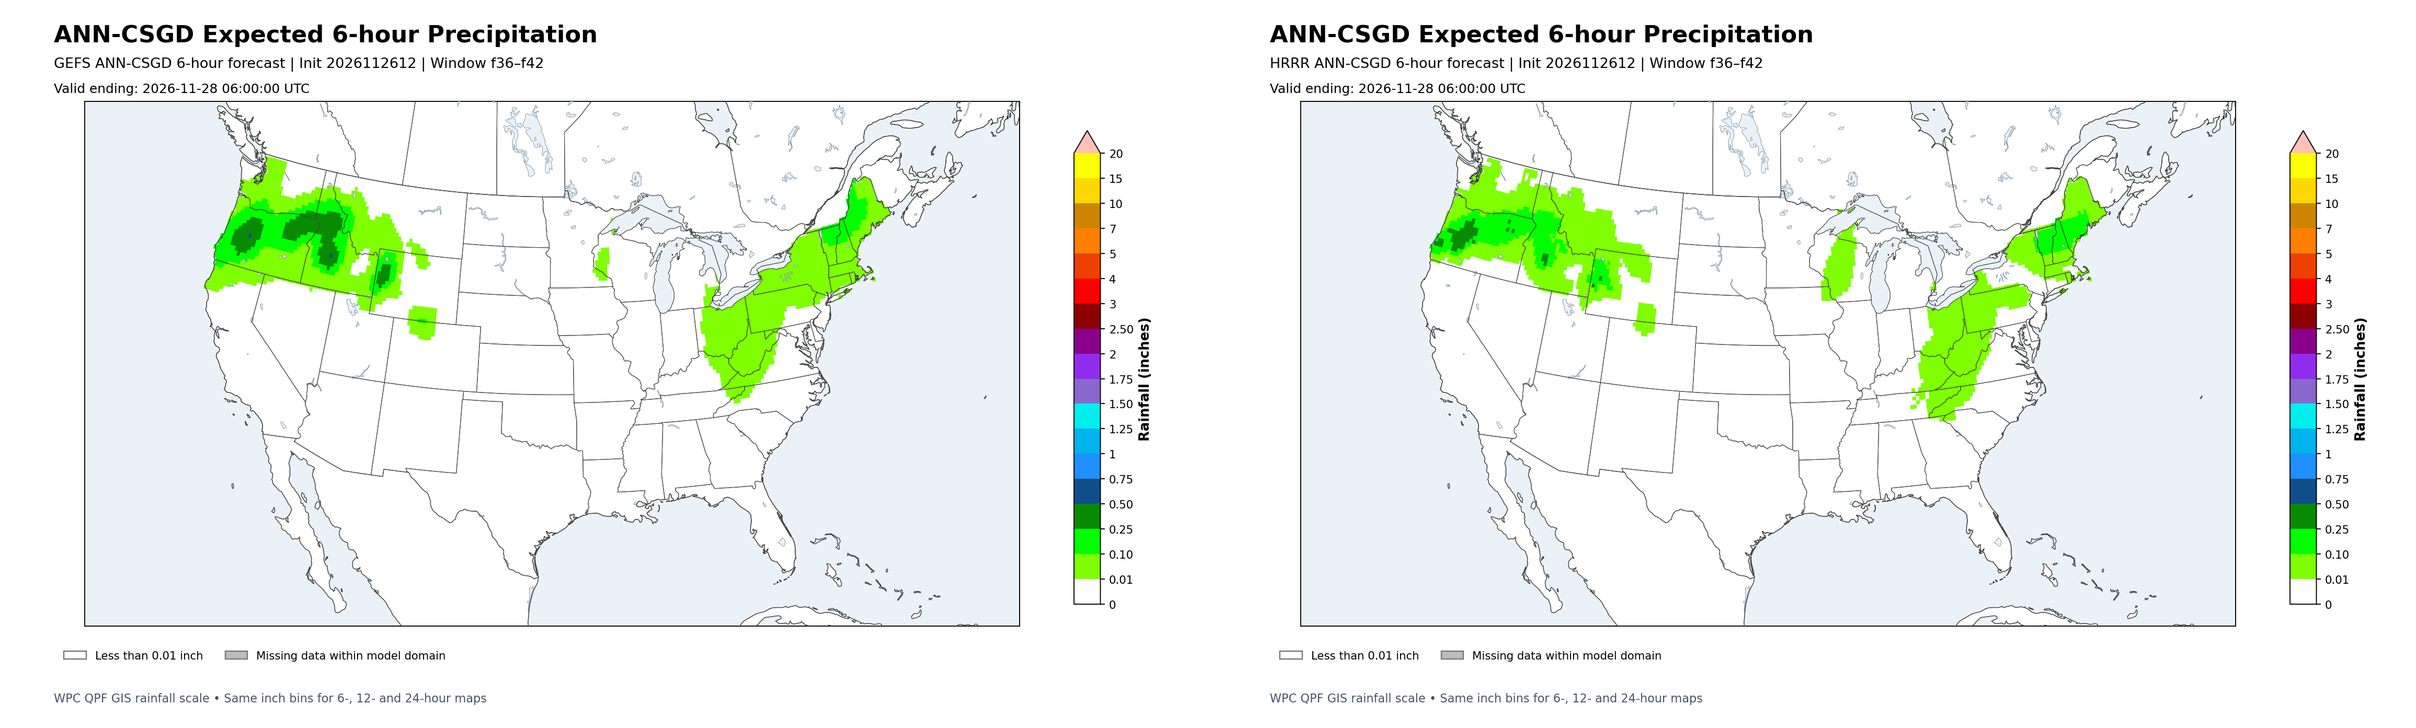 ANN-CSGD Expected 6-hour Precipitation
GEFS ANN-CSGD 6-hour forecast | Init 2026112612 | Window f36–f42
Valid ending: 2026-11-28 06:00:00 UTC
20
15
10
7
5
4
3
2.50
2
1.75
1.50
1.25
1
0.75
0.50
0.25
0.10
0.01
0
Rainfall (inches)
Less than 0.01 inch
Missing data within model domain
WPC QPF GIS rainfall scale • Same inch bins for 6-, 12- and 24-hour maps
ANN-CSGD Expected 6-hour Precipitation
HRRR ANN-CSGD 6-hour forecast | Init 2026112612 | Window f36–f42
Valid ending: 2026-11-28 06:00:00 UTC
20
15
10
7
5
4
3
2.50
2
1.75
1.50
1.25
1
0.75
0.50
0.25
0.10
0.01
0
Rainfall (inches)
Less than 0.01 inch
Missing data within model domain
WPC QPF GIS rainfall scale • Same inch bins for 6-, 12- and 24-hour maps